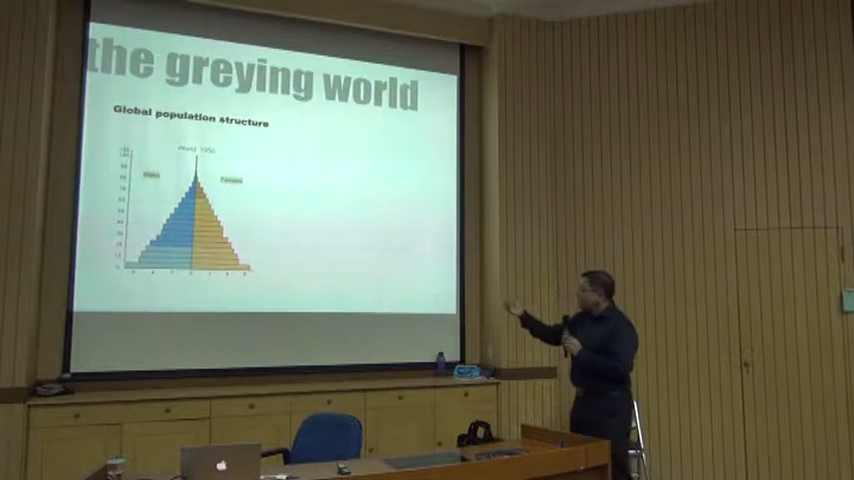 the greying world
Global population structure
World 1950
Males
Females